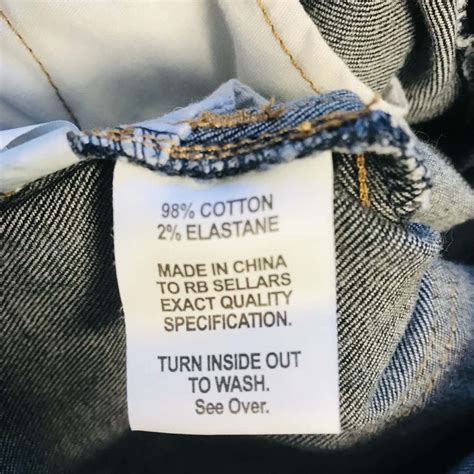 98% COTTON
2% ELASTANE
MADE IN CHINA
TO RB SELLARS
EXACT QUALITY
SPECIFICATION.
TURN INSIDE OUT
TO WASH.
See Over.